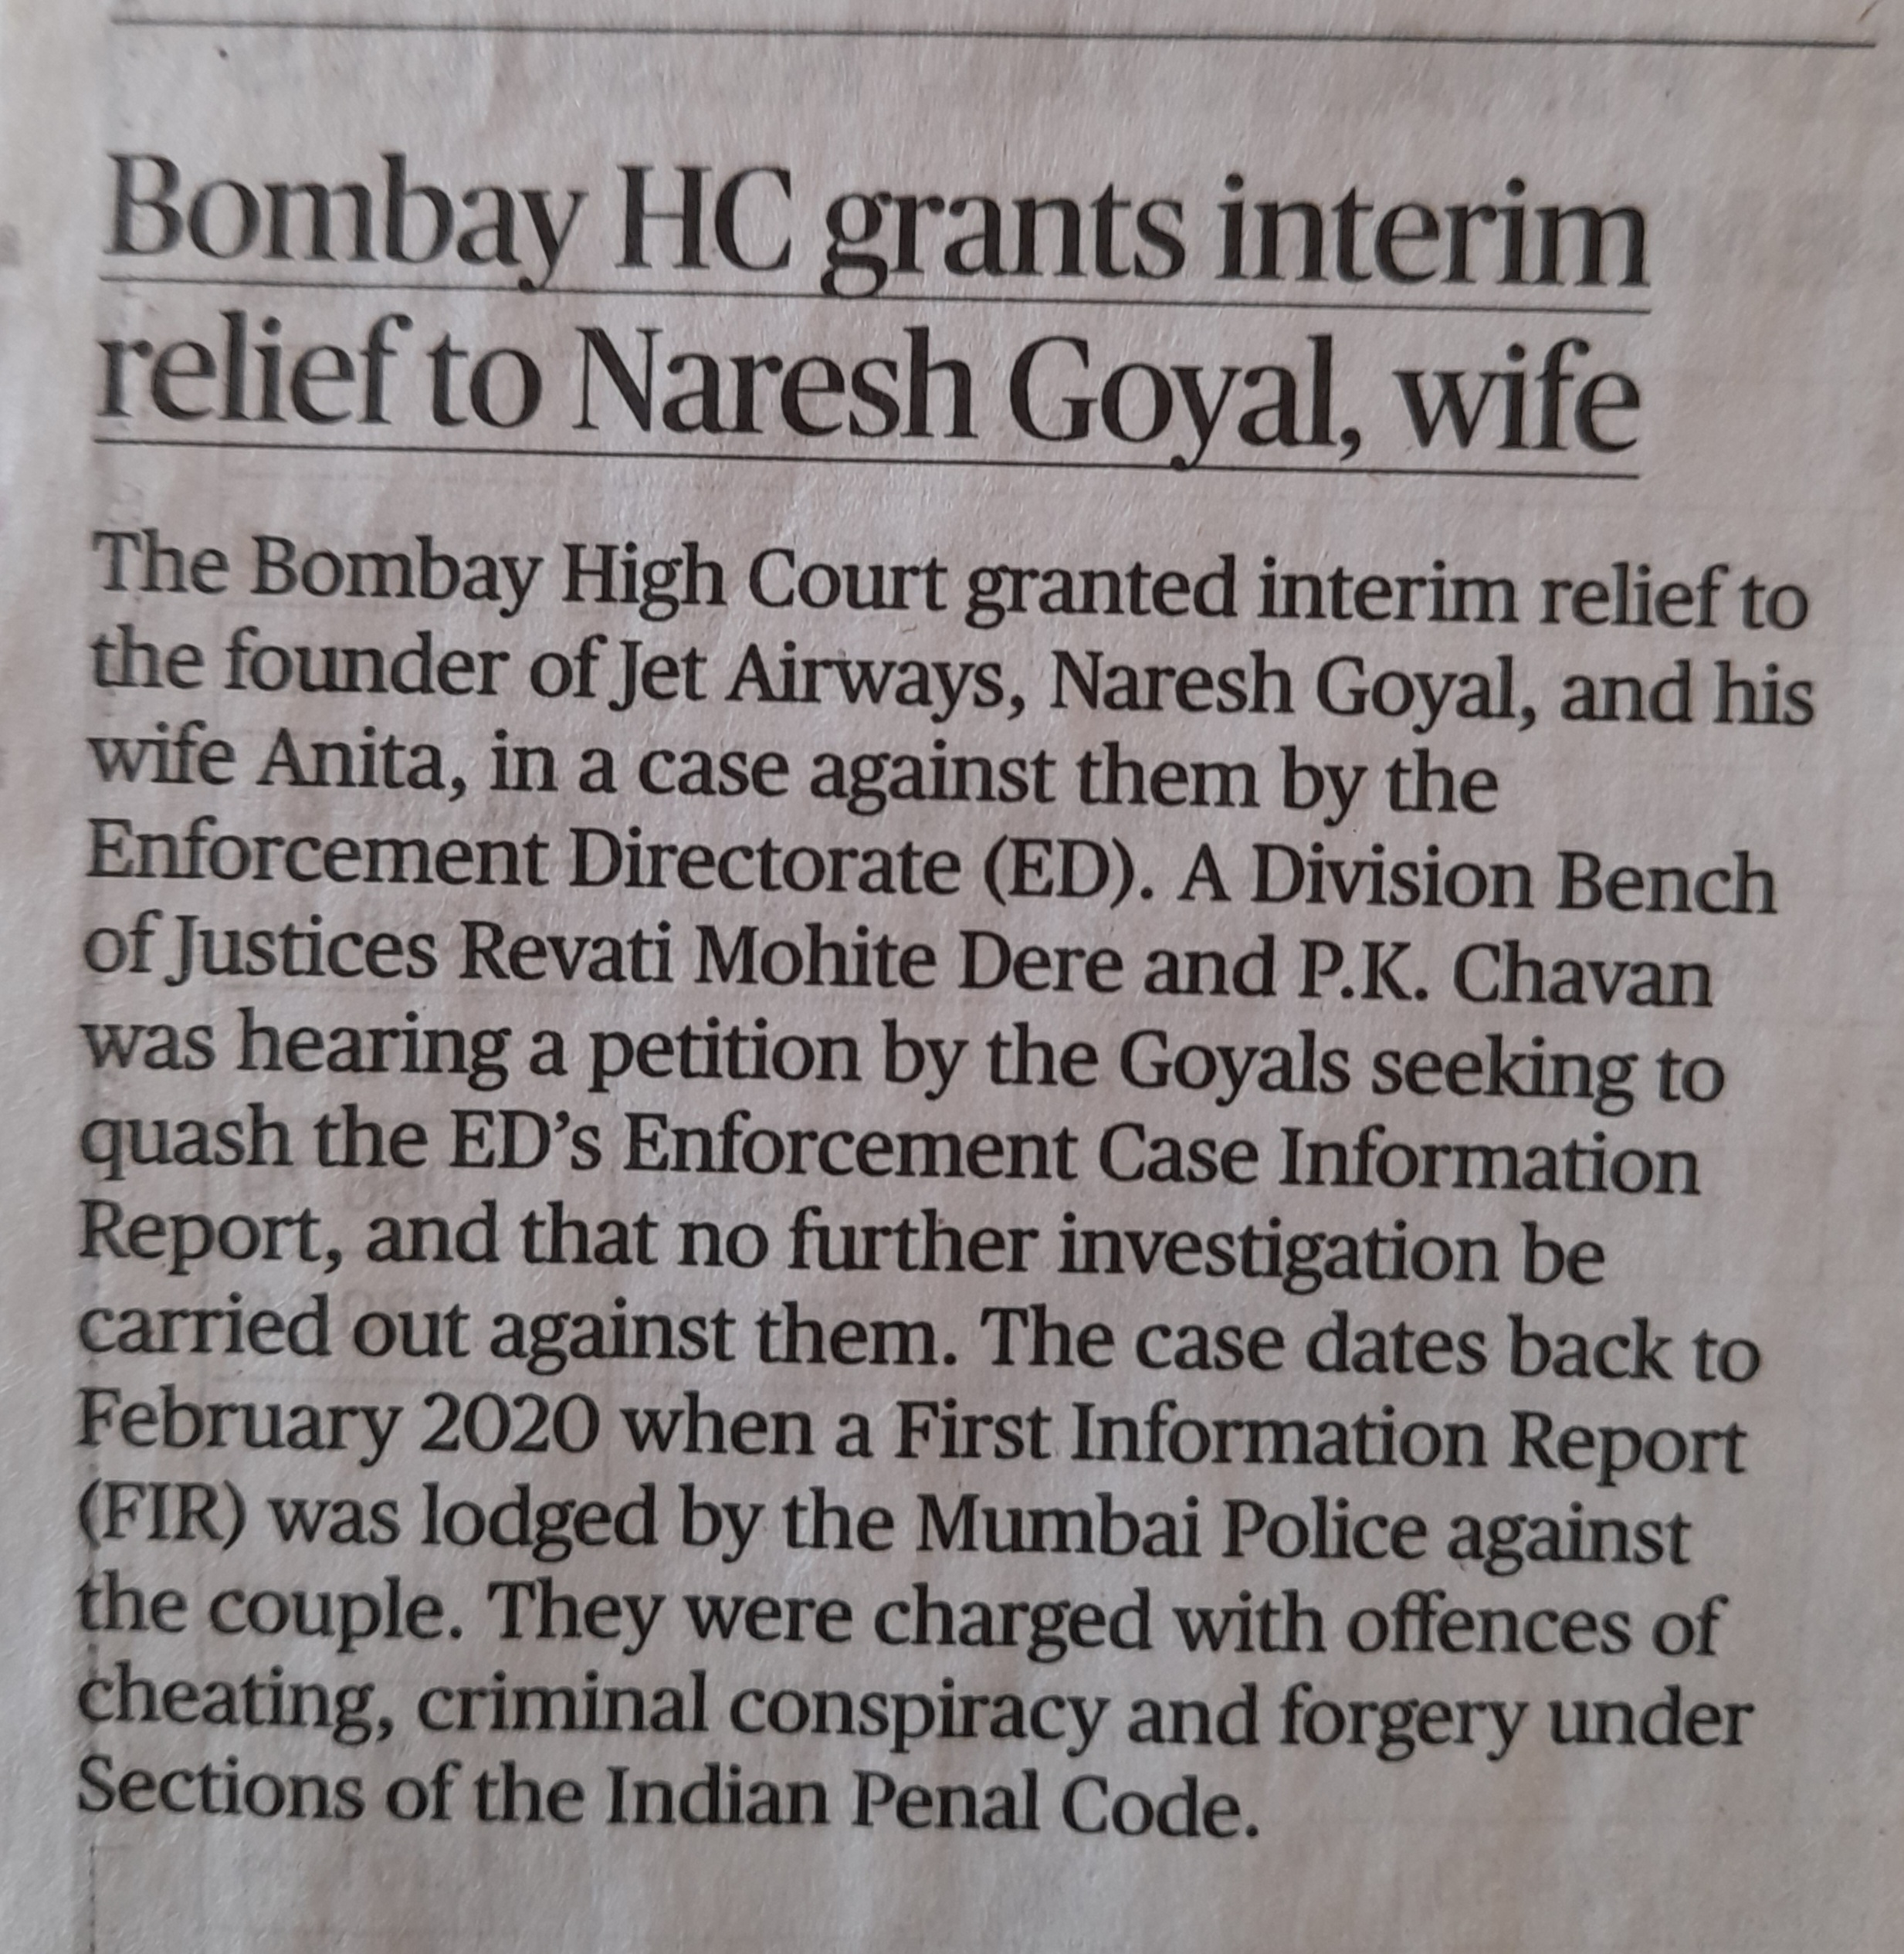 Bombay HC grants interim
relief to Naresh Goyal, wife
The Bombay High Court granted interim relief to
the founder of Jet Airways, Naresh Goyal, and his
wife Anita, in a case against them by the
Enforcement Directorate (ED). A Division Bench
of Justices Revati Mohite Dere and P.K. Chavan
was hearing a petition by the Goyals seeking to
quash the ED’s Enforcement Case Information
Report, and that no further investigation be
carried out against them. The case dates back to
February 2020 when a First Information Report
(FIR) was lodged by the Mumbai Police against
the couple. They were charged with offences of
cheating, criminal conspiracy and forgery under
Sections of the Indian Penal Code.